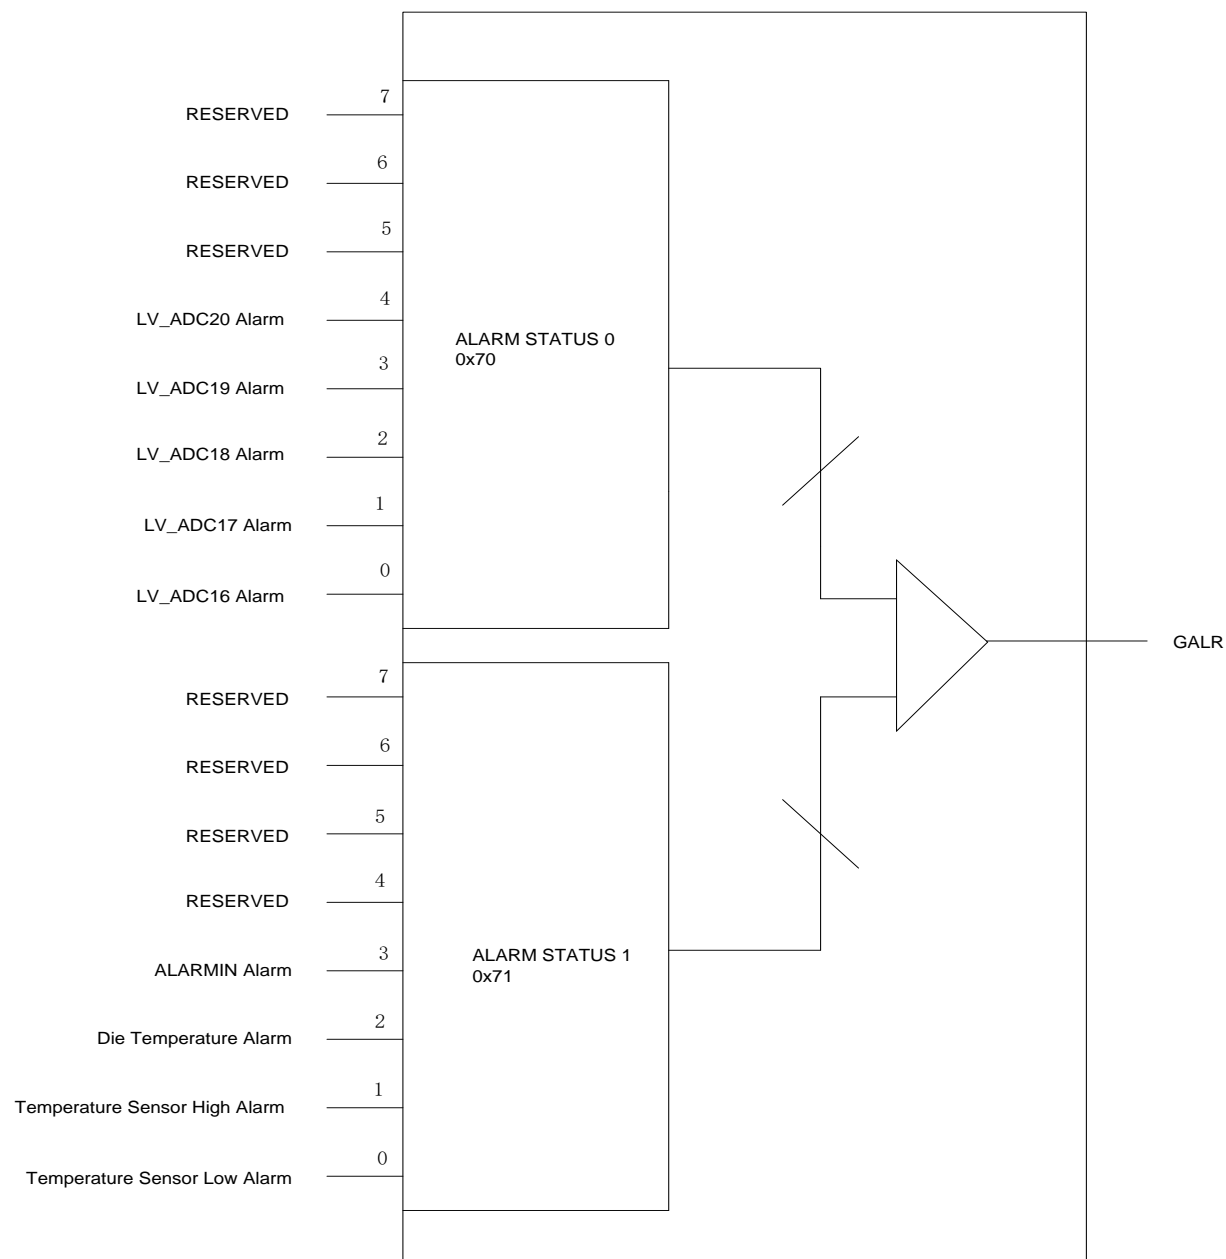 7
RESERVED
6
RESERVED
5
RESERVED
4
LV_ADC20 Alarm
ALARM STATUS 0
0x70
3
LV_ADC19 Alarm
2
LV_ADC18 Alarm
1
LV_ADC17 Alarm
0
LV_ADC16 Alarm
GALR
7
RESERVED
6
RESERVED
5
RESERVED
4
RESERVED
3
ALARMIN Alarm
ALARM STATUS 1
0x71
2
Die Temperature Alarm
1
Temperature Sensor High Alarm
0
Temperature Sensor Low Alarm